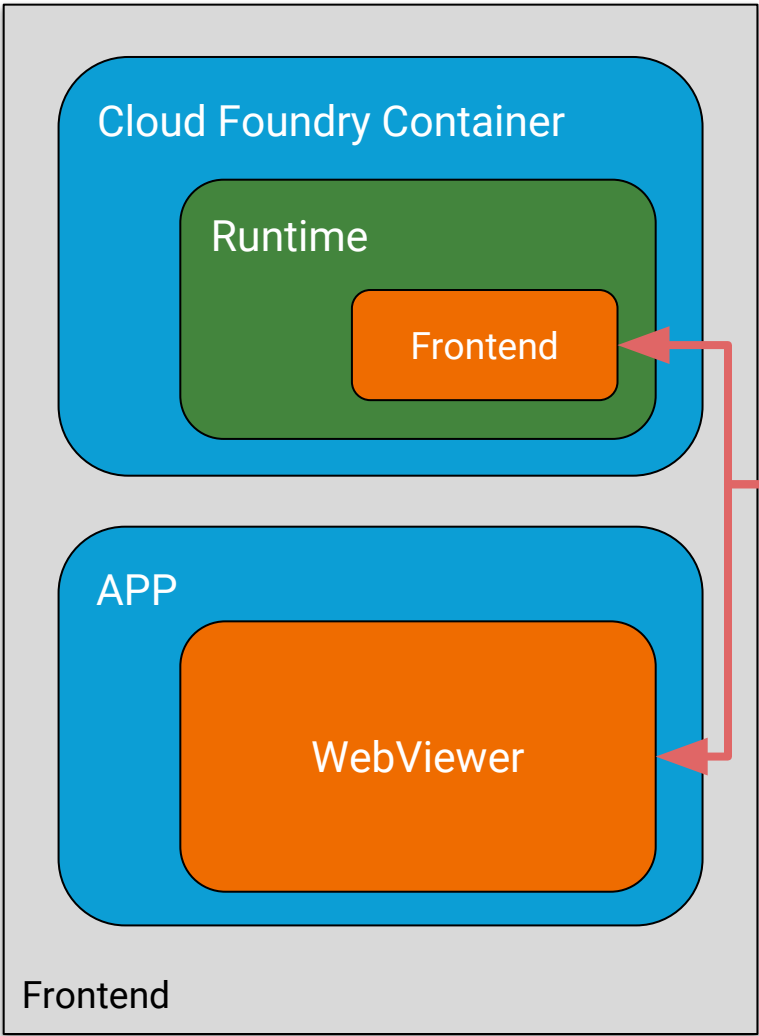 Cloud Foundry Container
Runtime
Frontend
APP
WebViewer
Frontend